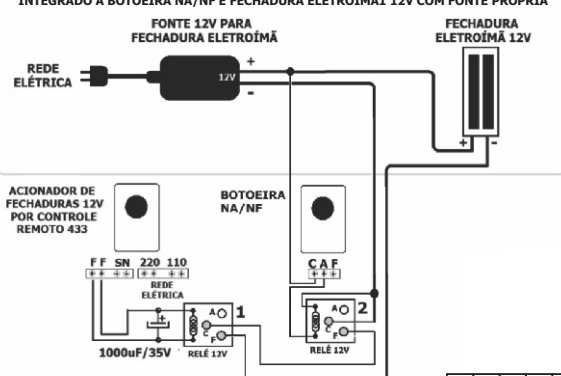 INTEGRADO A BOTOEIRA NA/NF E FECHADURA ELETROIMÃ1 12V COM FONTE PRÓPRIA
FONTE 12V PARA
FECHADURA ELETROÍMÃ
FECHADURA
ELETROÍMÃ 12V
REDE
ELÉTRICA
12V
+
-
+
-
ACIONADOR DE
FECHADURAS 12V
POR CONTROLE
REMOTO 433
BOTOEIRA
NA/NF
F F SN 220 110
REDE
ELÉTRICA
C A F
A
C
F
1
A
C
F
2
+
1000uF/35V
RELÉ 12V
RELÉ 12V